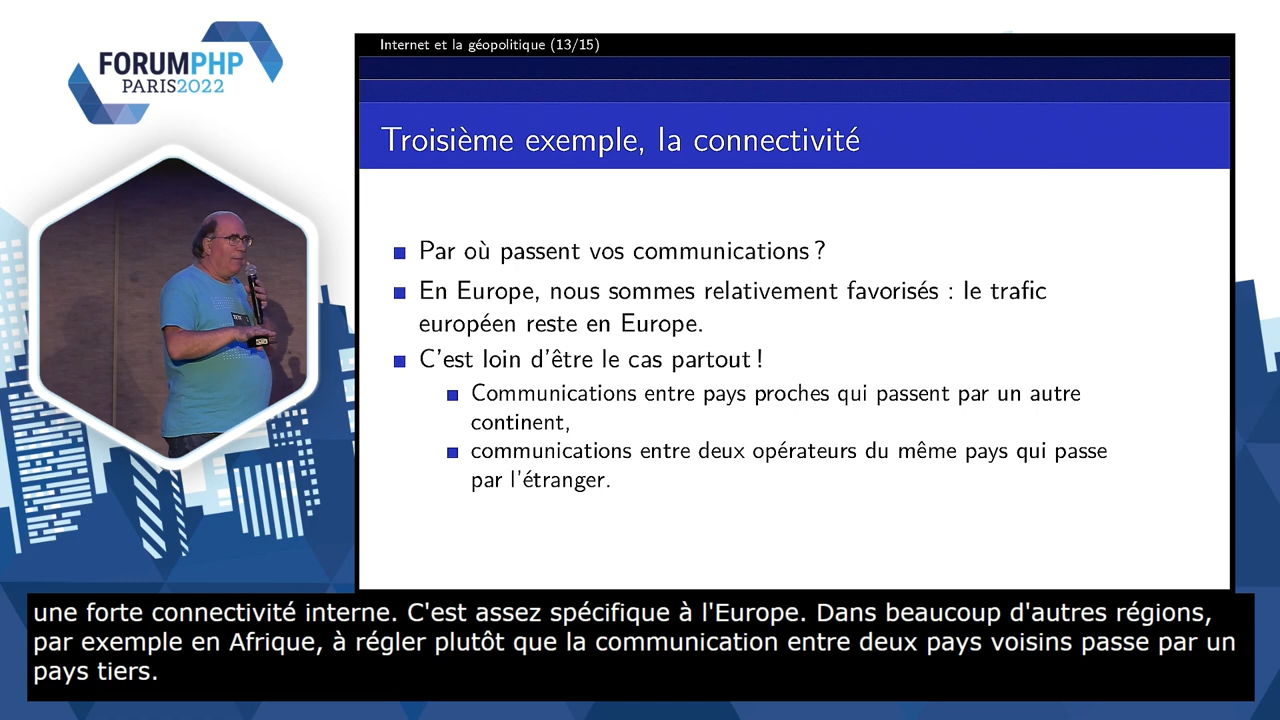 FORUMPHP
PARIS2022
Internet et la géopolitique (13/15)
Troisième exemple, la connectivité
Par où passent vos communications ?
En Europe, nous sommes relativement favorisés : le trafic
européen reste en Europe.
C'est loin d'être le cas partout !
Communications entre pays proches qui passent par un autre
continent,
communications entre deux opérateurs du même pays qui passe
par l'étranger.
une forte connectivité interne. C'est assez spécifique à l'Europe. Dans beaucoup d'autres régions,
par exemple en Afrique, à régler plutôt que la communication entre deux pays voisins passe par un
pays tiers.